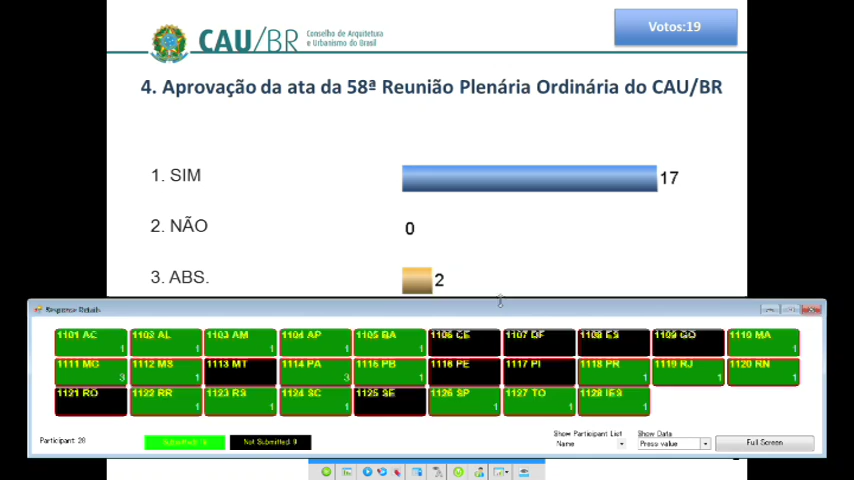 CAU/BR
Conselho de Arquitetura
e Urbanismo do Brasil
Votos:19
4. Aprovação da ata da 58ª Reunião Plenária Ordinária do CAU/BR
1. SIM 17
2. NÃO 0
3. ABS. 2
Response Details
1101 AC 1103 AL 1103 AM 1104 AP 1105 BA 1106 CE 1107 DF 1108 ES 1109 GO 1110 MA
1 1 1 1 1 1
1111 MG 1112 MS 1113 MT 1114 PA 1115 PB 1116 PE 1117 PI 1118 PR 1119 RJ 1120 RN
3 1 3 1 1 1 1
1121 RO 1122 RR 1123 RS 1124 SC 1125 SE 1126 SP 1127 TO 1128 IES
1 1 1 1 1 1
Participant: 28
Not Submitted: 9
Show Participant List
Name
Show Data
Press value
Full Screen